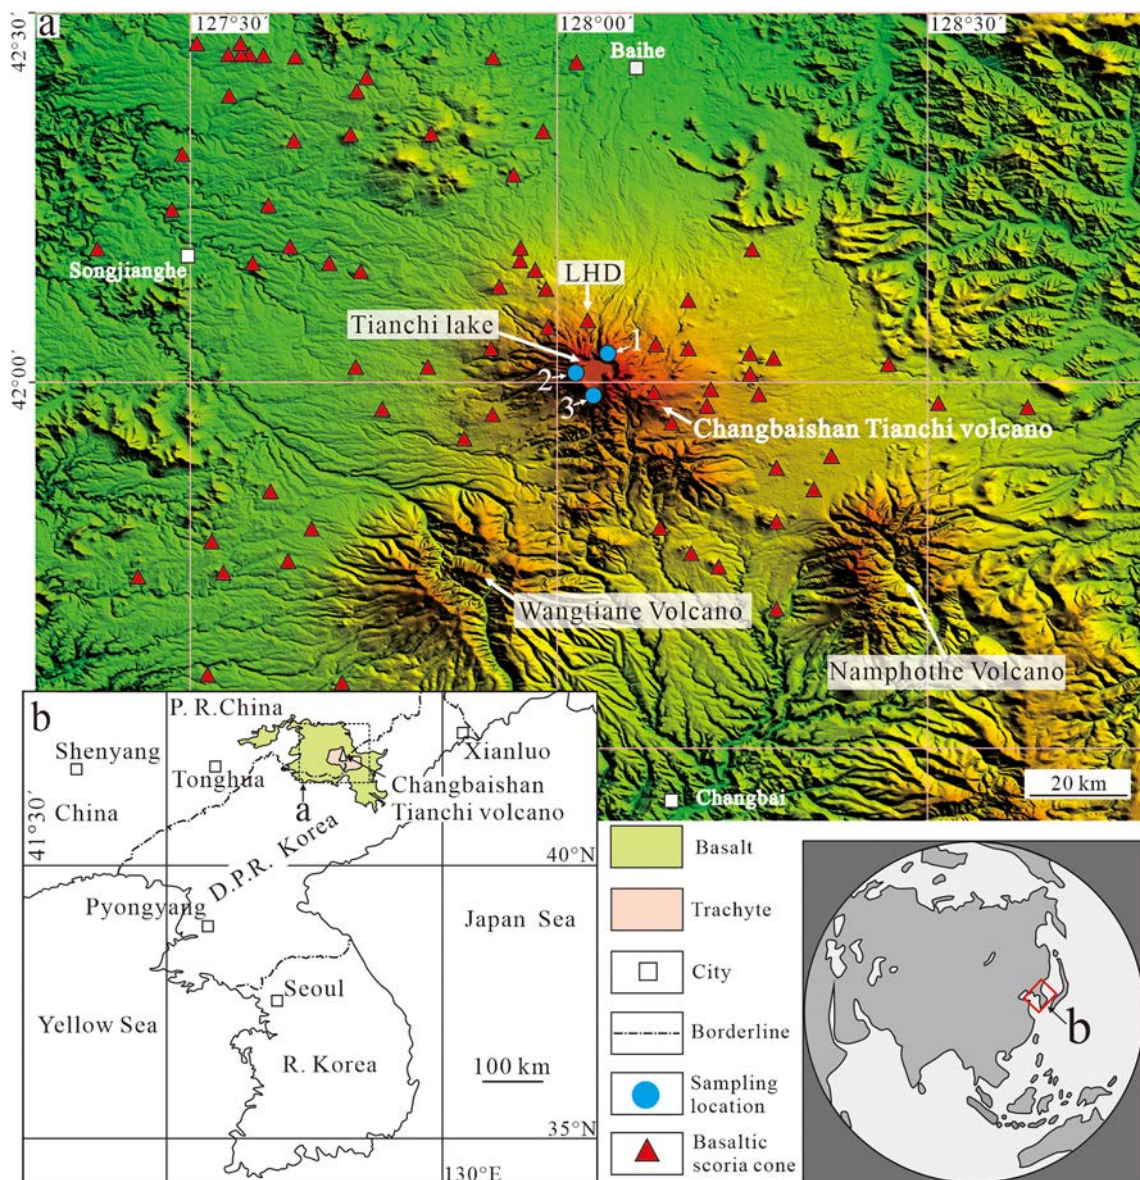 a
127°30′
128°00′
128°30′
42°30′
Baihe
Songjianghe
LHD
Tianchi lake
1
2
3
42°00′
Changbaishan Tianchi volcano
Wangtiane Volcano
Namphothe Volcano
Changbai
20 km
41°30′
b
P. R.China
Shenyang
Tonghua
Xianluo
China
a
Changbaishan
Tianchi volcano
D.P.R. Korea
40°N
Pyongyang
Japan Sea
Seoul
Yellow Sea
R. Korea
100 km
35°N
130°E
Basalt
Trachyte
City
Borderline
Sampling
location
Basaltic
scoria cone
b